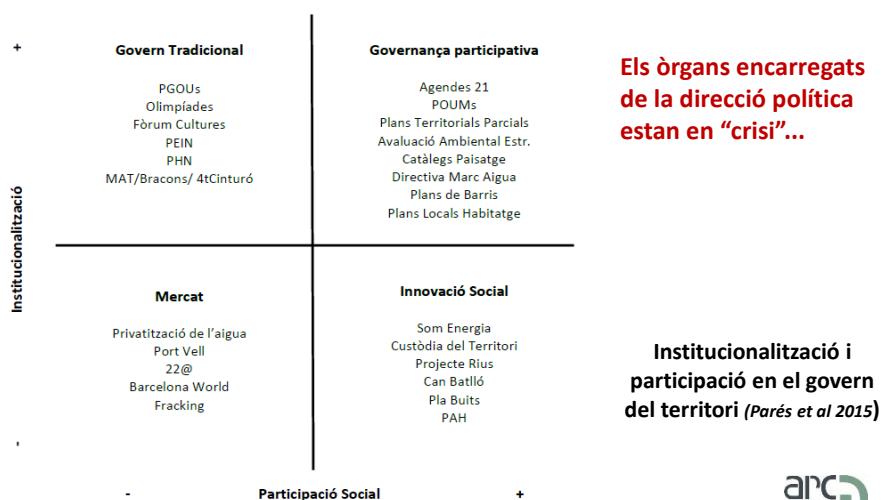 +
Govern Tradicional
PGOUs
Olimpíades
Fòrum Cultures
PEIN
PHN
MAT/Bracons/ 4tCinturó
Governança participativa
Agendes 21
POUMs
Plans Territorials Parcials
Avaluació Ambiental Estr.
Catàlegs Paisatge
Directiva Marc Aigua
Plans de Barris
Plans Locals Habitatge
Els òrgans encarregats
de la direcció política
estan en “crisi”...
Institucionalització
Mercat
Privatització de l’aigua
Port Vell
22@
Barcelona World
Fracking
Innovació Social
Som Energia
Custòdia del Territori
Projecte Rius
Can Batlló
Pla Buits
PAH
Institucionalització i
participació en el govern
del territori (Parés et al 2015)
-
- Participació Social +
arc